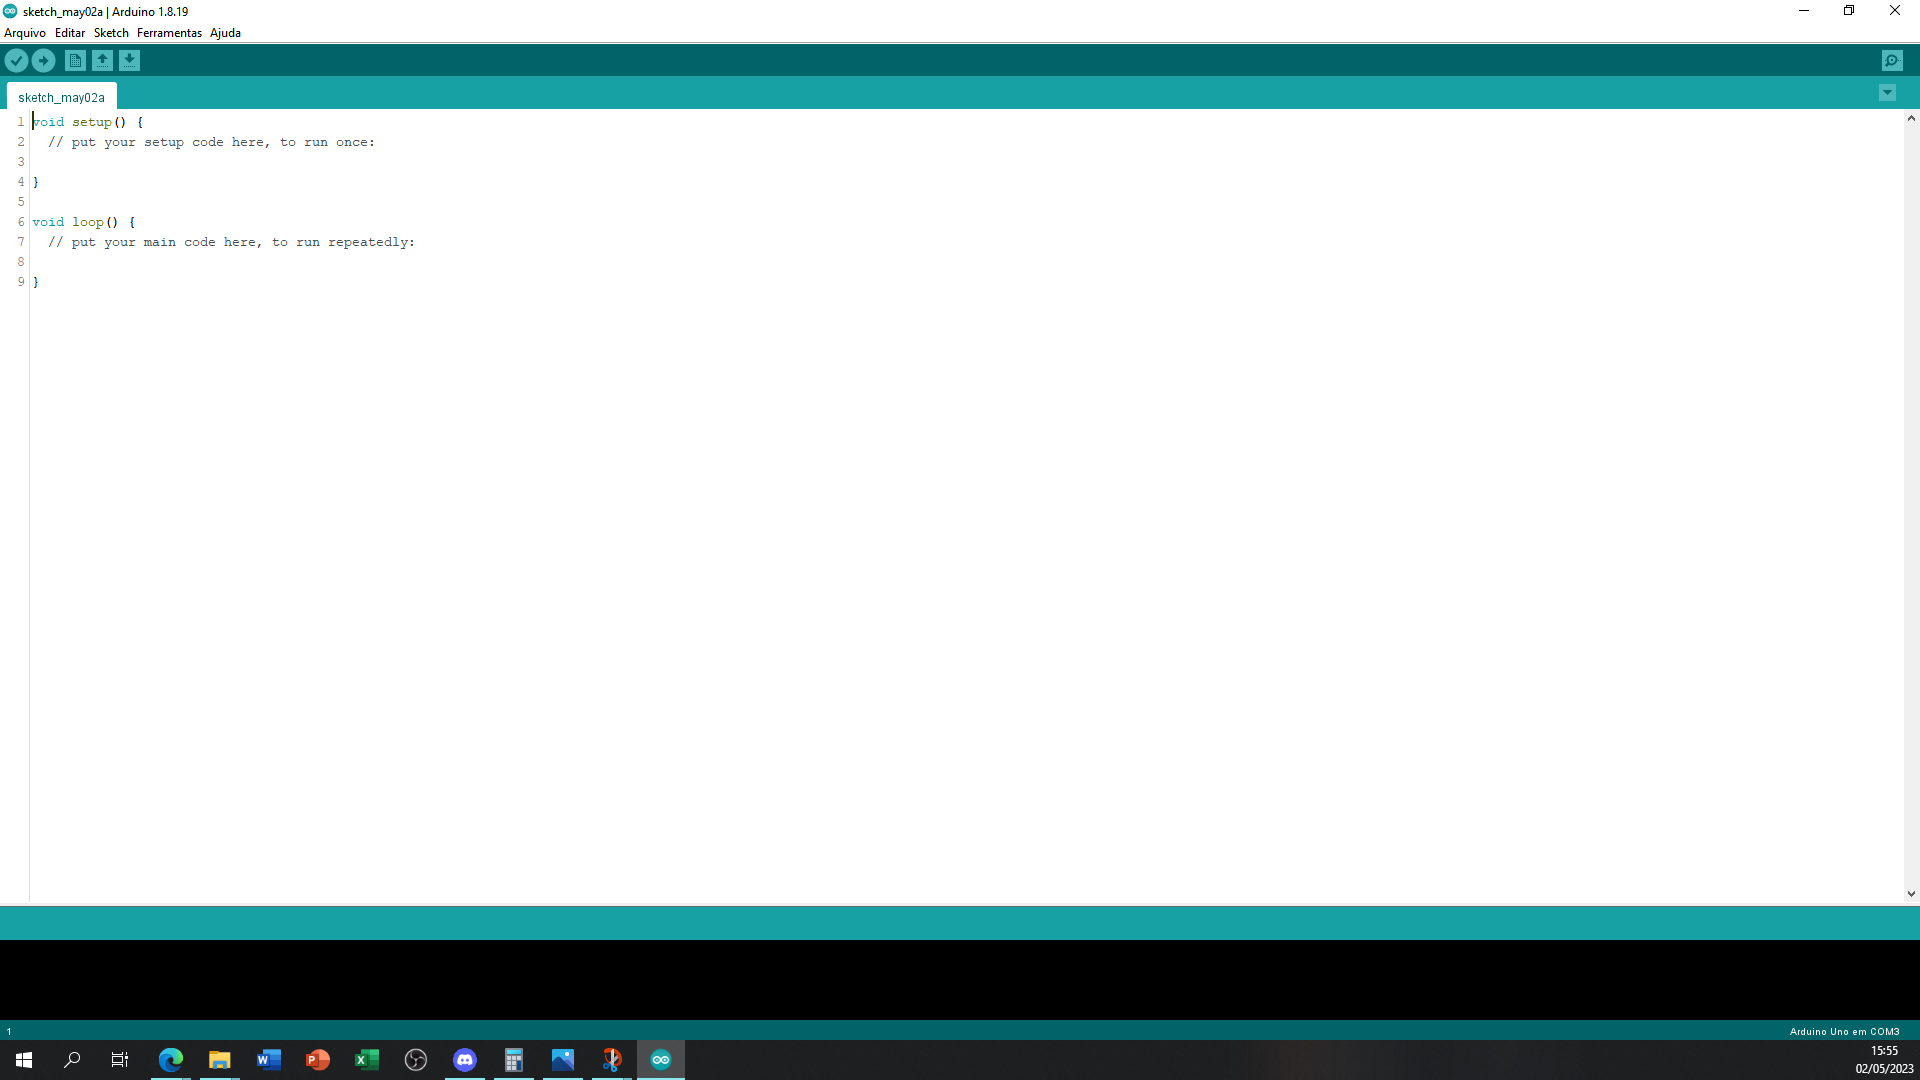 sketch_may02a | Arduino 1.8.19
Arquivo Editar Sketch Ferramentas Ajuda
sketch_may02a
1 void setup() {
2 // put your setup code here, to run once:
3
4 }
5
6 void loop() {
7 // put your main code here, to run repeatedly:
8
9 }
1 Arduino Uno em COM3
15:55
02/05/2023